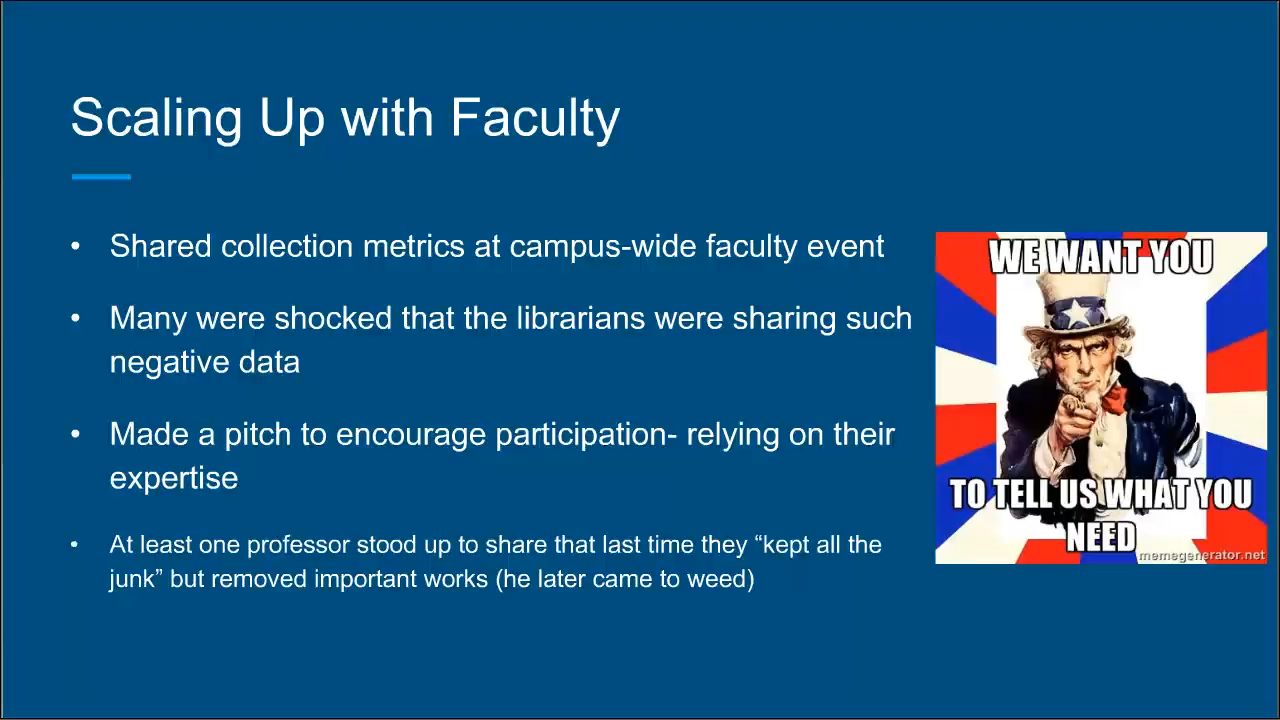 Scaling Up with Faculty
• Shared collection metrics at campus-wide faculty event
• Many were shocked that the librarians were sharing such
negative data
• Made a pitch to encourage participation- relying on their
expertise
• At least one professor stood up to share that last time they “kept all the
junk” but removed important works (he later came to weed)
WE WANT YOU
TO TELL US WHAT YOU
NEED
memegenerator.net